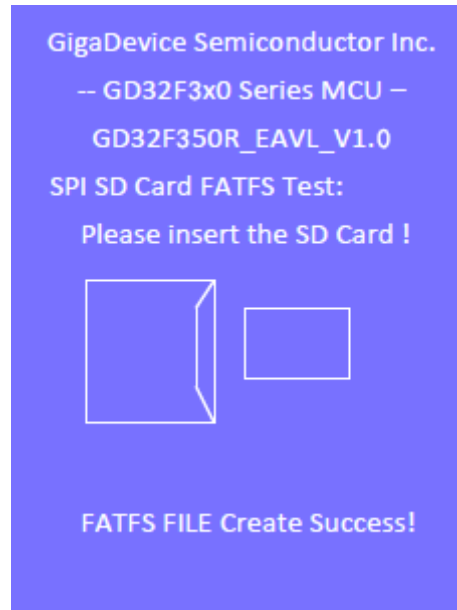 GigaDevice Semiconductor Inc.
-- GD32F3x0 Series MCU –
GD32F350R_EAVL_V1.0
SPI SD Card FATFS Test:
Please insert the SD Card !
FATFS FILE Create Success!